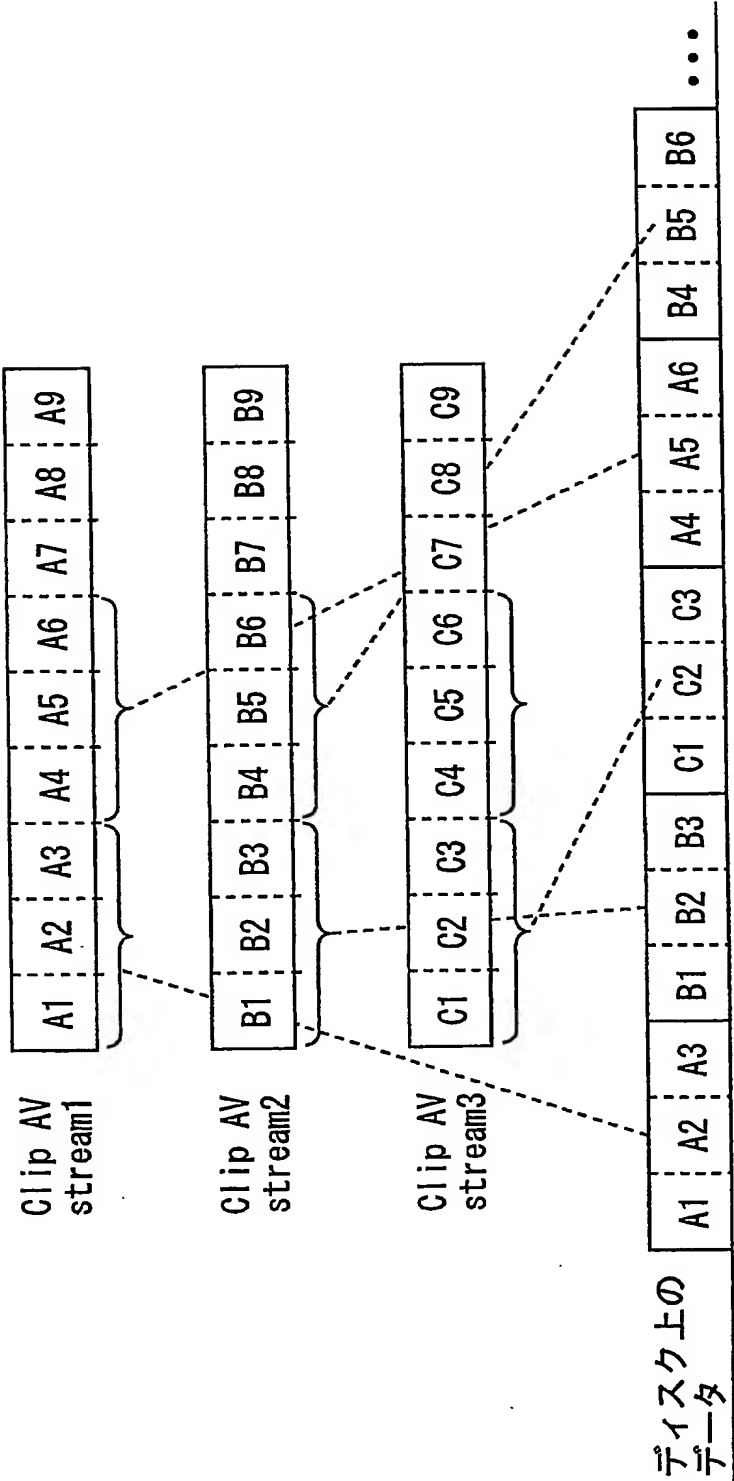 Clip AV
stream1
A1 A2 A3 A4 A5 A6 A7 A8 A9
Clip AV
stream2
B1 B2 B3 B4 B5 B6 B7 B8 B9
Clip AV
stream3
C1 C2 C3 C4 C5 C6 C7 C8 C9
ディスク上の
データ
A1 A2 A3 B1 B2 B3 C1 C2 C3 A4 A5 A6 B4 B5 B6 •••